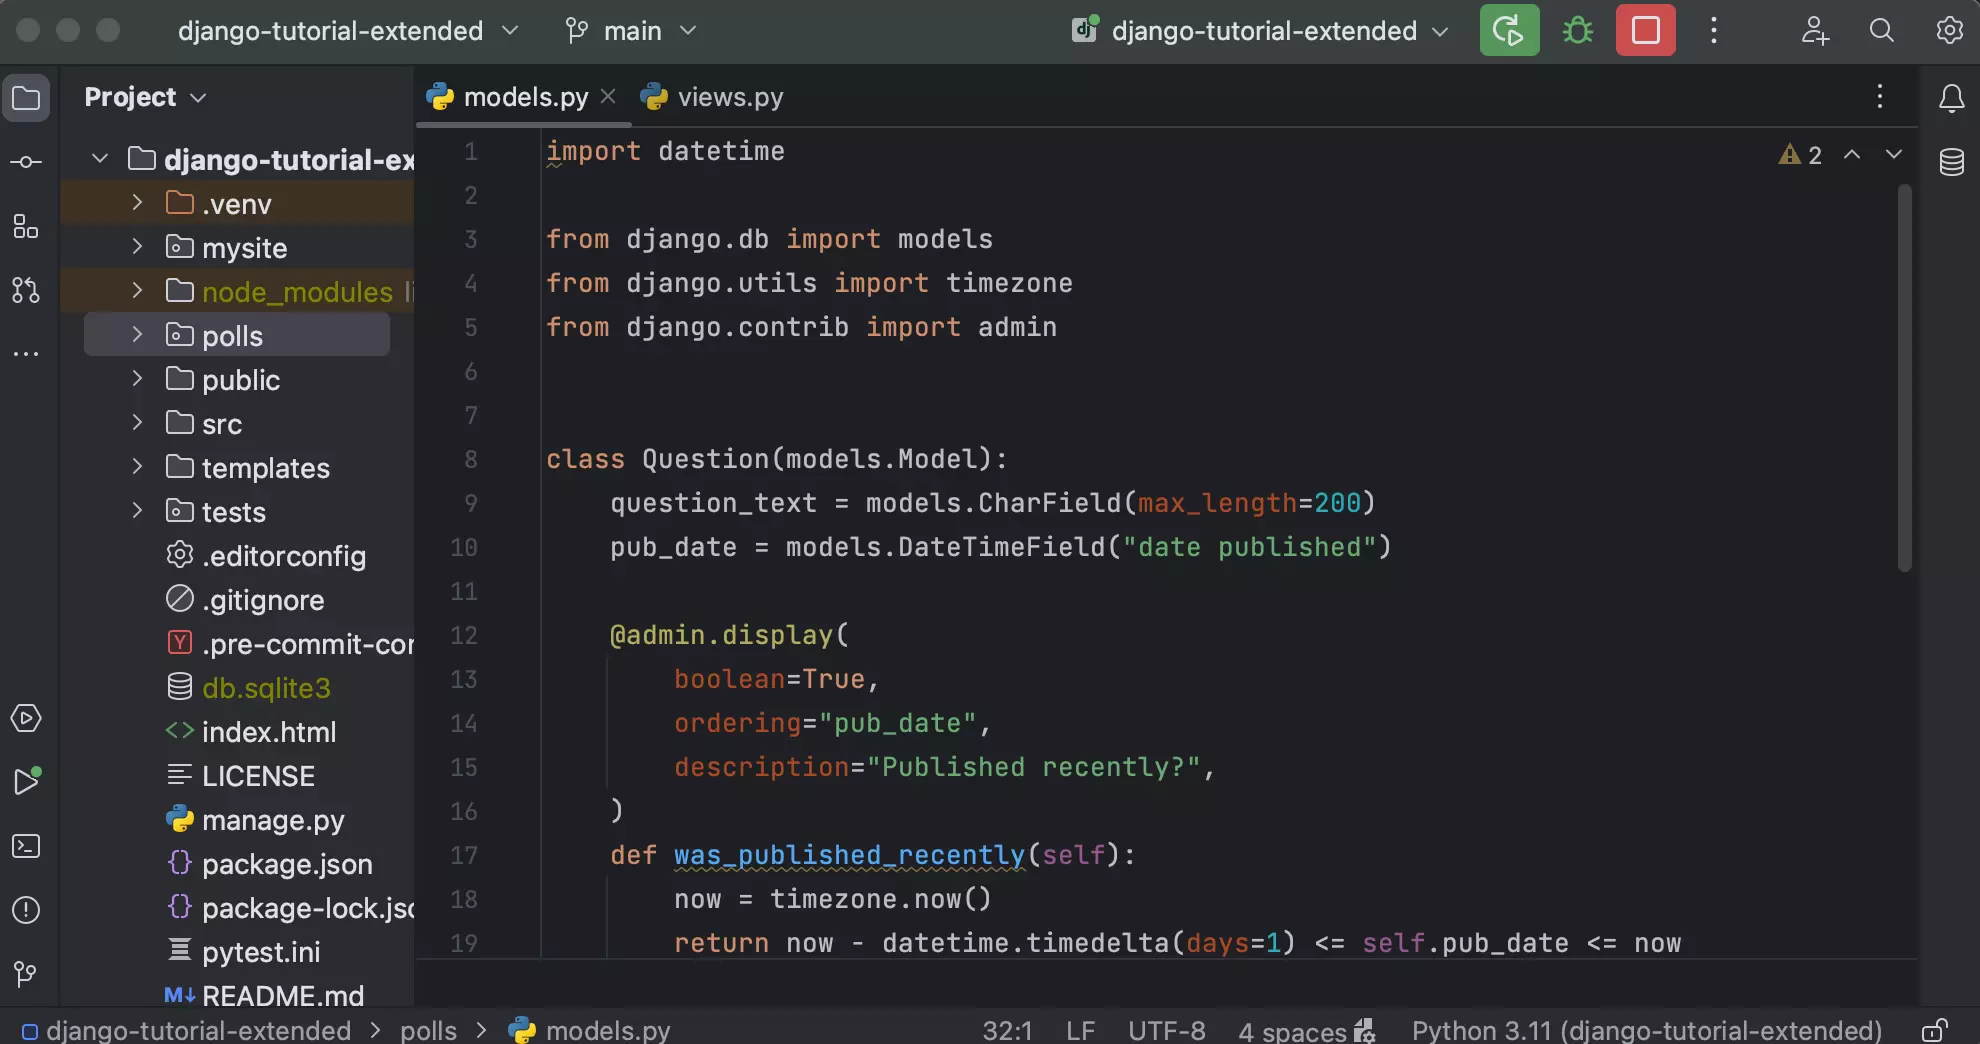 django-tutorial-extended main django-tutorial-extended
Project
models.py views.py
django-tutorial-ex
.venv
mysite
node_modules li
polls
public
src
templates
tests
.editorconfig
.gitignore
.pre-commit-cor
db.sqlite3
index.html
LICENSE
manage.py
package.json
package-lock.jsc
pytest.ini
README.md
2
1 import datetime
2
3 from django.db import models
4 from django.utils import timezone
5 from django.contrib import admin
6
7
8 class Question(models.Model):
9 question_text = models.CharField(max_length=200)
10 pub_date = models.DateTimeField("date published")
11
12 @admin.display(
13 boolean=True,
14 ordering="pub_date",
15 description="Published recently?",
16 )
17 def was_published_recently(self):
18 now = timezone.now()
19 return now - datetime.timedelta(days=1) <= self.pub_date <= now
django-tutorial-extended > polls > models.py 32:1 LF UTF-8 4 spaces Python 3.11 (django-tutorial-extended)